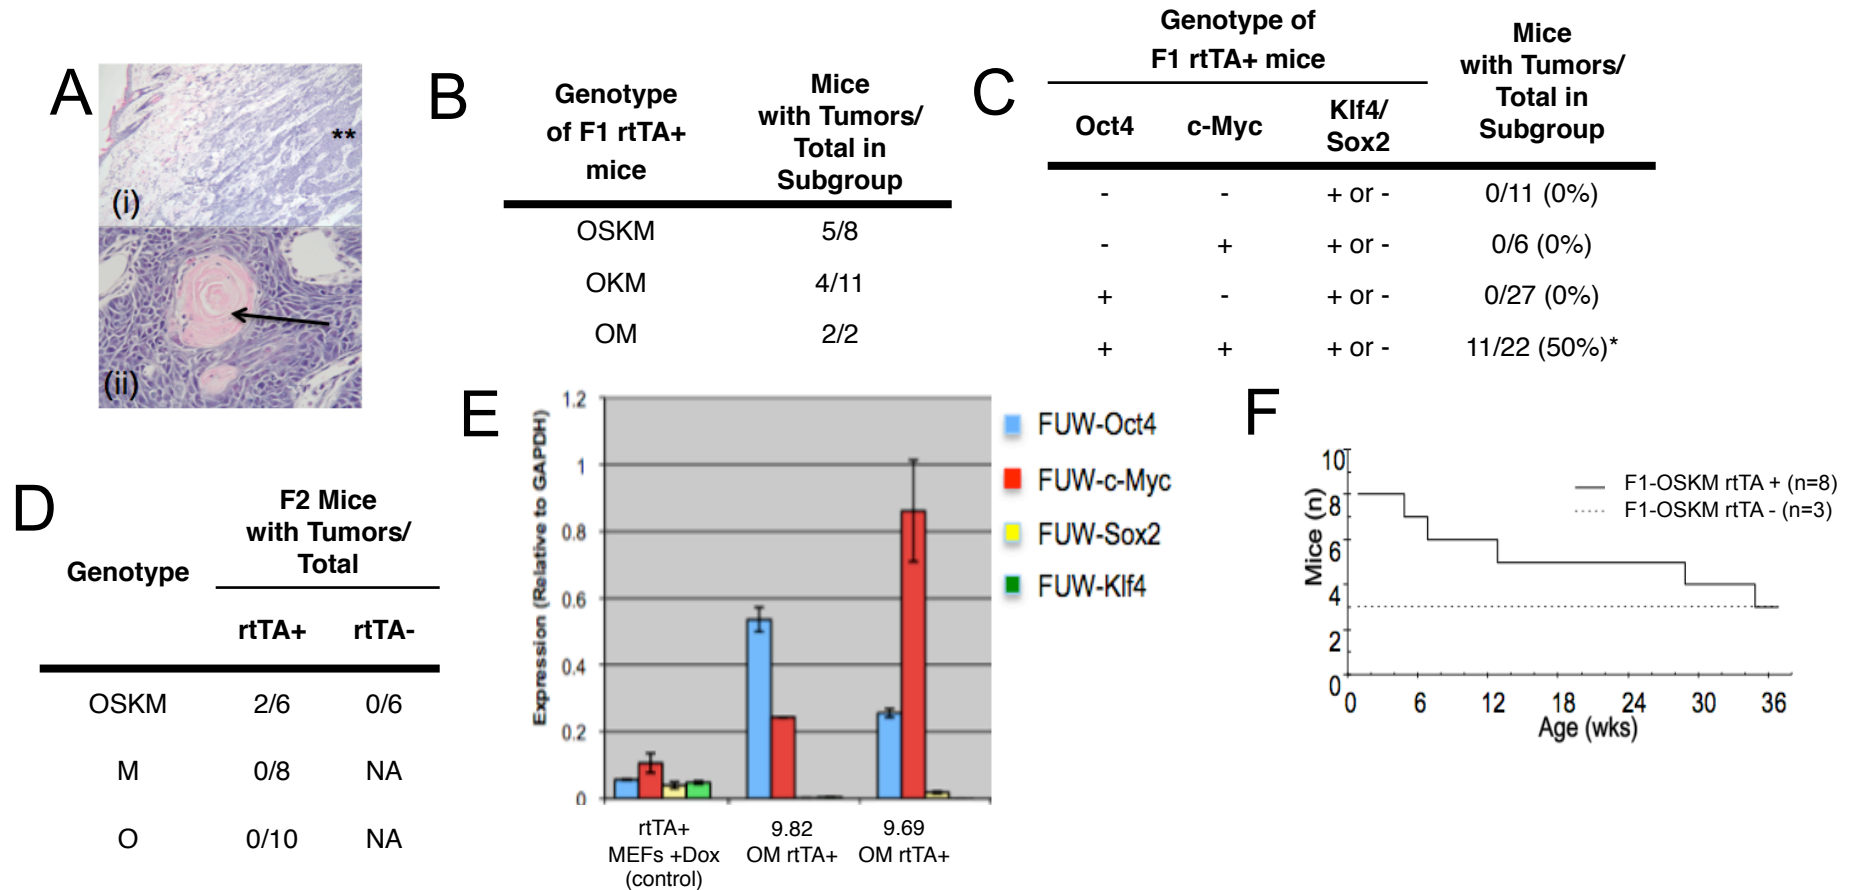 A
**
(i)
(ii)
B
Genotype
of F1 rtTA+
mice
Mice
with Tumors/
Total in
Subgroup
OSKM 5/8
OKM 4/11
OM 2/2
C
Genotype of
F1 rtTA+ mice
Mice
with Tumors/
Total in
Subgroup
Oct4 c-Myc Klf4/
Sox2
- - + or - 0/11 (0%)
- + + or - 0/6 (0%)
+ - + or - 0/27 (0%)
+ + + or - 11/22 (50%)*
D
Genotype
F2 Mice
with Tumors/
Total
rtTA+ rtTA-
OSKM 2/6 0/6
M 0/8 NA
O 0/10 NA
E
Expression (Relative to GAPDH)
1.2
1
0.8
0.6
0.4
0.2
0
rtTA+
MEFs +Dox
(control)
9.82
OM rtTA+
9.69
OM rtTA+
FUW-Oct4
FUW-c-Myc
FUW-Sox2
FUW-Klf4
F
Mice (n)
10
8
6
4
2
0
0 6 12 18 24 30 36
Age (wks)
F1-OSKM rtTA + (n=8)
F1-OSKM rtTA - (n=3)